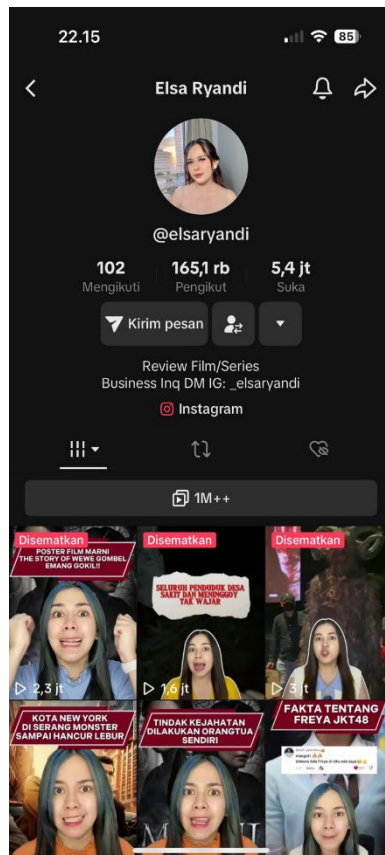 22.15
85
Elsa Ryandi
@elsaryandi
102
165,1 rb
5,4 jt
Mengikuti
Pengikut
Suka
Kirim pesan
Review Film/Series
Business Inq DM IG: _elsaryandi
Instagram
1M++
Disematkan
POSTER FILM MARNI
THE STORY OF WEWE GOMBEL
EMANG GOKIL!!
2,3 jt
Disematkan
SELURUH PENDUDUK DESA
SAKIT DAN MENINGGOY
TAK WAJAR
1,6 jt
Disematkan
3 jt
KOTA NEW YORK
DI SERANG MONSTER
SAMPAI HANCUR LEBUR
TINDAK KEJAHATAN
DILAKUKAN ORANGTUA
SENDIRI
FAKTA TENTANG
FREYA JKT48